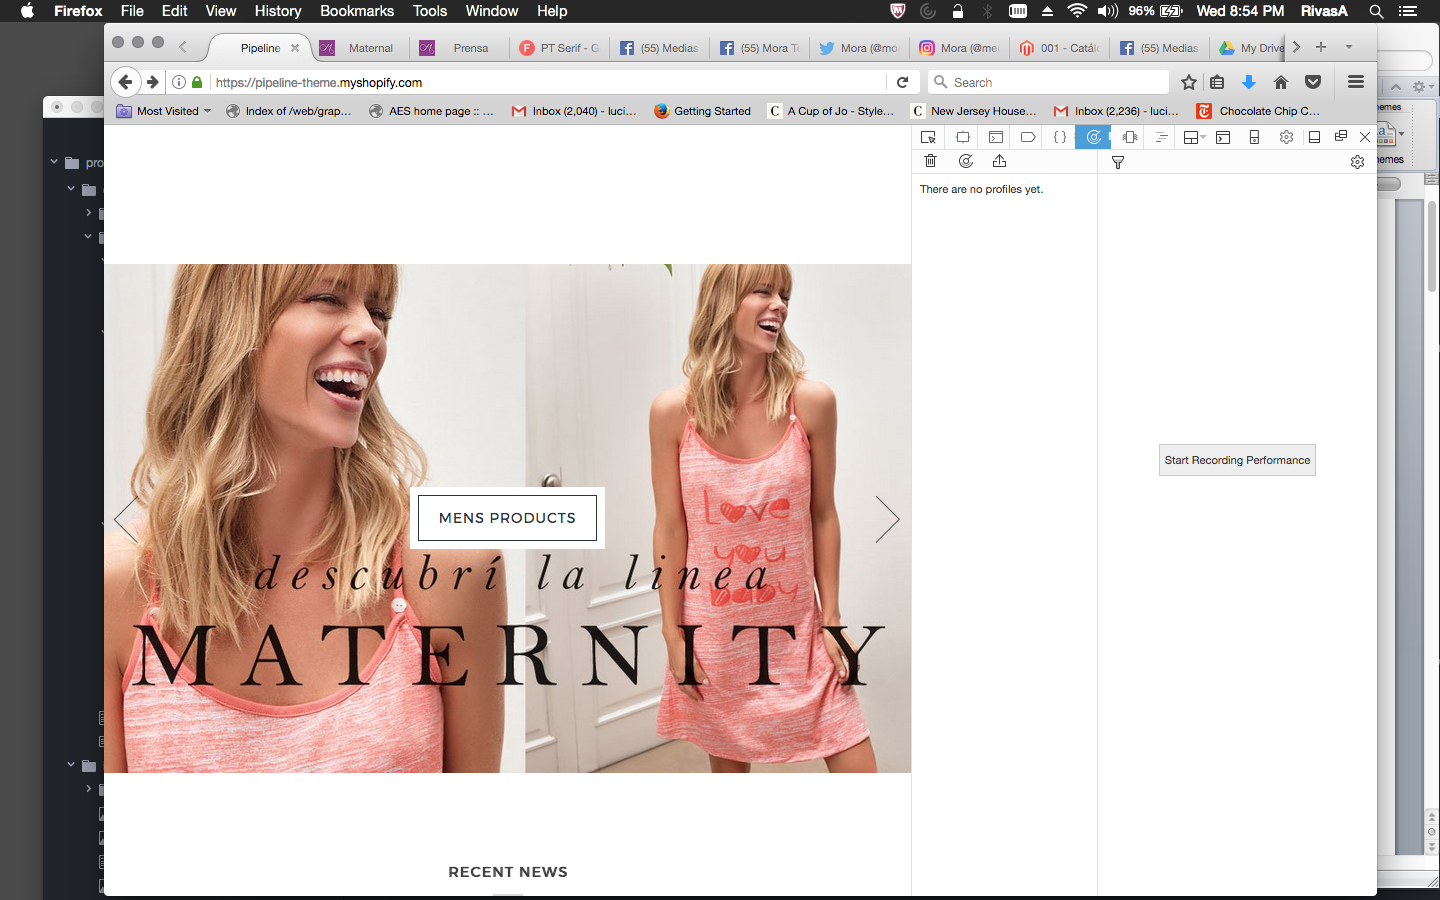 Firefox File Edit View History Bookmarks Tools Window Help 96% Wed 8:54 PM RivasA
Pipeline Maternal Prensa PT Serif - G (55) Medias (55) Mora Te Mora (@mo Mora (@me 001 - Catál (55) Medias My Drive
https://pipeline-theme.myshopify.com Search
Most Visited Index of /web/grap... AES home page :: ... Inbox (2,040) - luci... Getting Started A Cup of Jo - Style... New Jersey House... Inbox (2,236) - luci... Chocolate Chip C...
hemes
hemes
pro
There are no profiles yet.
Start Recording Performance
Love
you
baby
MENS PRODUCTS
descubrí la linea
MATERNITY
RECENT NEWS